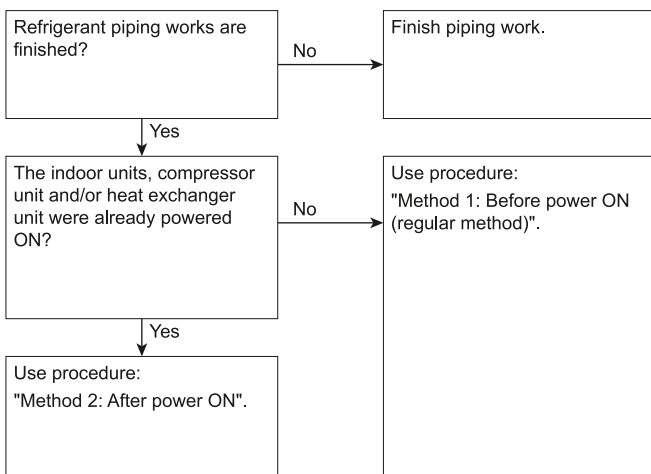 Refrigerant piping works are
finished?
No
Finish piping work.
Yes
The indoor units, compressor
unit and/or heat exchanger
unit were already powered
ON?
No
Use procedure:
"Method 1: Before power ON
(regular method)".
Yes
Use procedure:
"Method 2: After power ON".